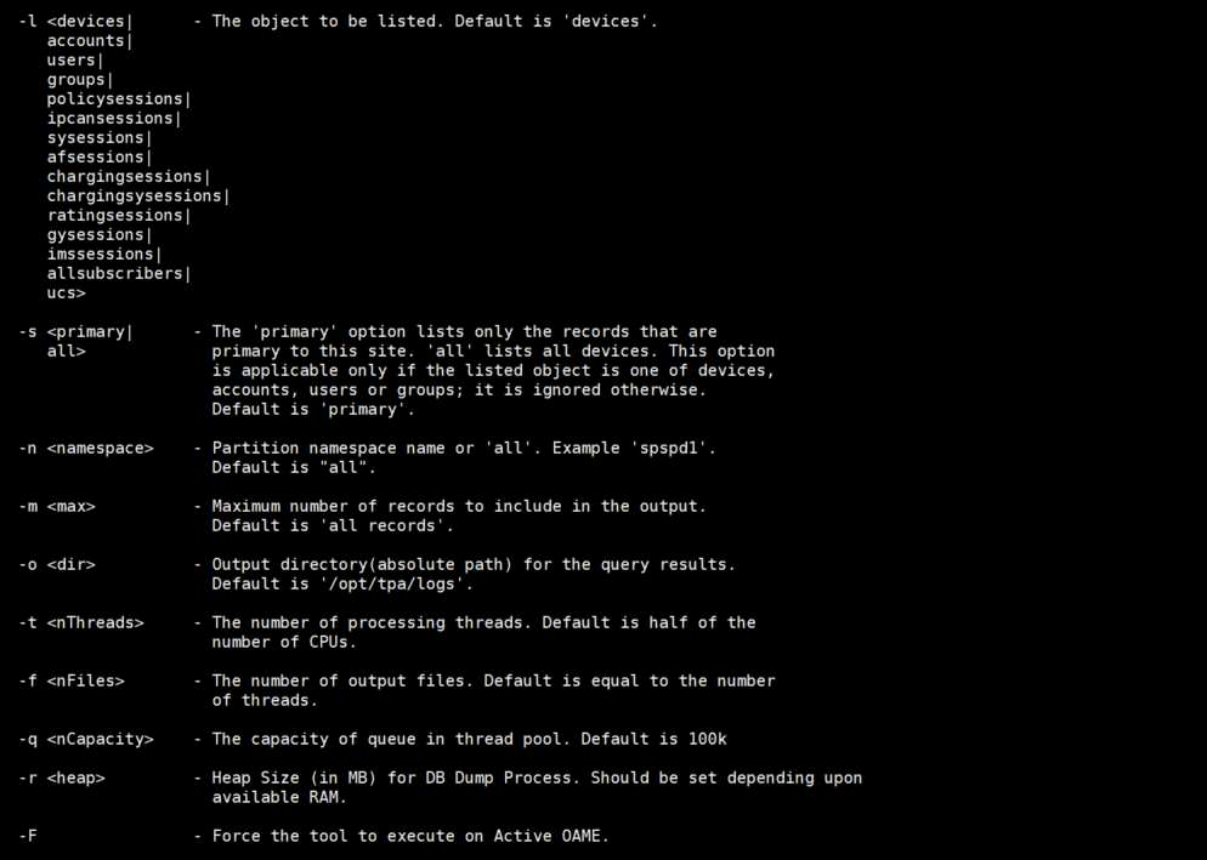 -l <devices|      - The object to be listed. Default is 'devices'.
   accounts|
   users|
   groups|
   policysessions|
   ipcansessions|
   sysessions|
   afsessions|
   chargingsessions|
   chargingsysessions|
   ratingsessions|
   gysessions|
   imssessions|
   allsubscribers|
   ucs>
-s <primary|      - The 'primary' option lists only the records that are
   all>             primary to this site. 'all' lists all devices. This option
                    is applicable only if the listed object is one of devices,
                    accounts, users or groups; it is ignored otherwise.
                    Default is 'primary'.
-n <namespace>    - Partition namespace name or 'all'. Example 'spspd1'.
                    Default is "all".
-m <max>          - Maximum number of records to include in the output.
                    Default is 'all records'.
-o <dir>          - Output directory(absolute path) for the query results.
                    Default is '/opt/tpa/logs'.
-t <nThreads>     - The number of processing threads. Default is half of the
                    number of CPUs.
-f <nFiles>       - The number of output files. Default is equal to the number
                    of threads.
-q <nCapacity>    - The capacity of queue in thread pool. Default is 100k
-r <heap>         - Heap Size (in MB) for DB Dump Process. Should be set depending upon
                    available RAM.
-F                - Force the tool to execute on Active OAME.